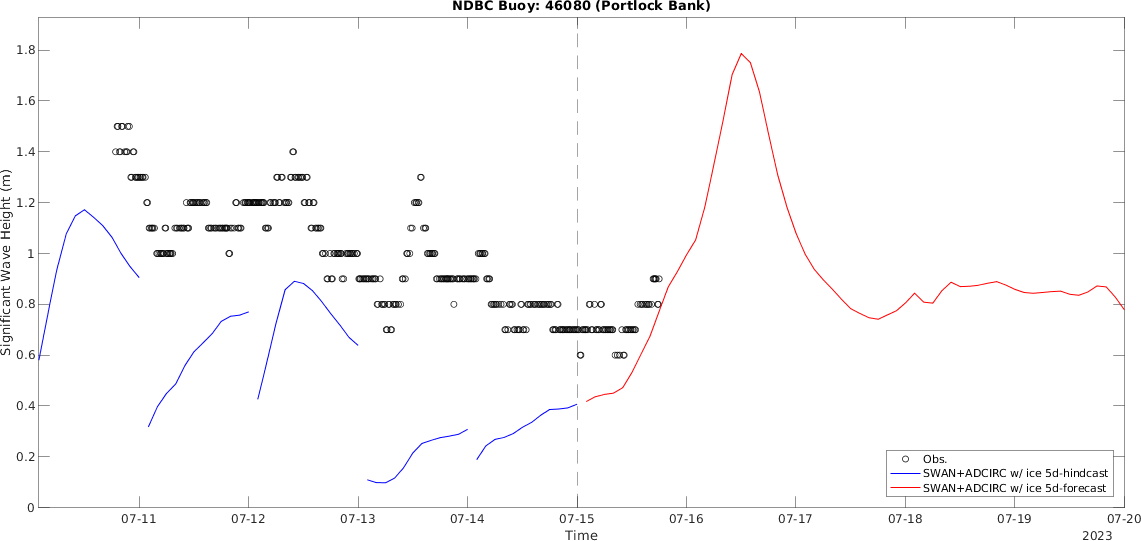 NDBC Buoy: 46080 (Portlock Bank)
1.8
1.6
1.4
1.2
1
0.8
0.6
0.4
0.2
0
Significant Wave Height (m)
Obs.
SWAN+ADCIRC w/ ice 5d-hindcast
SWAN+ADCIRC w/ ice 5d-forecast
07-11 07-12 07-13 07-14 07-15 07-16 07-17 07-18 07-19 07-20
Time
2023